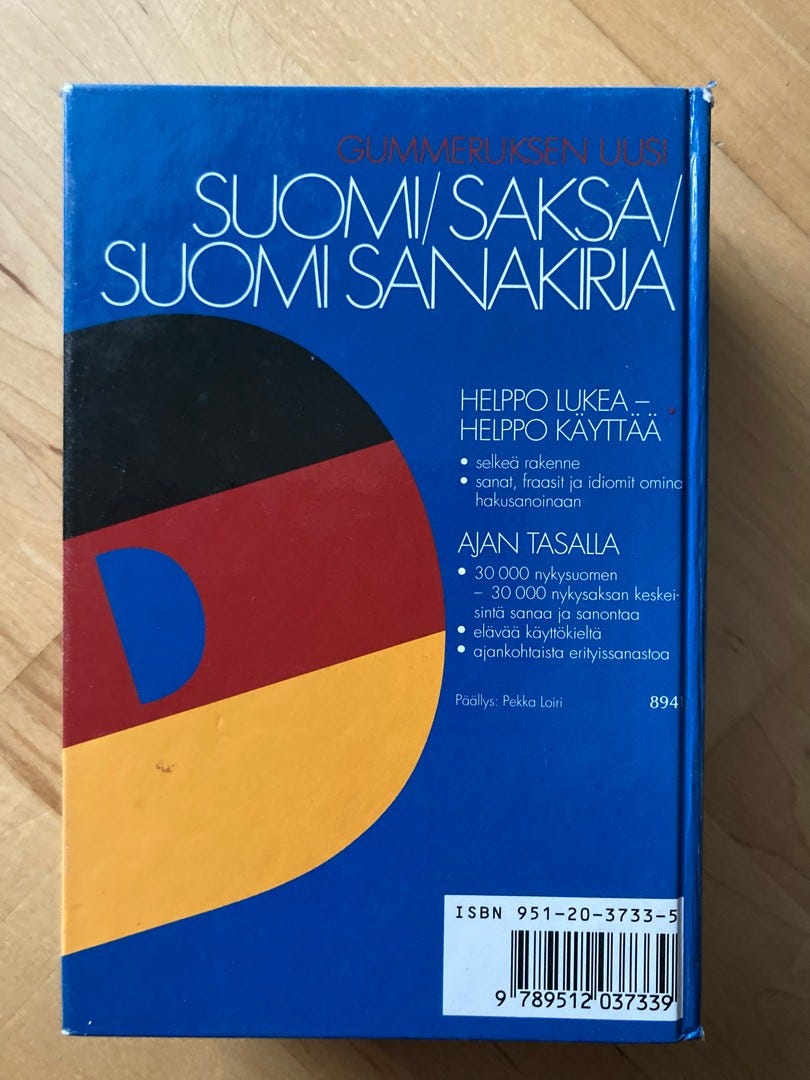 GUMMERUKSEN UUSI
SUOMI/SAKSA/
SUOMI SANAKIRJA
HELPPO LUKEA –
HELPPO KÄYTTÄÄ
• selkeä rakenne
• sanat, fraasit ja idiomit omina
hakusanoinaan
AJAN TASALLA
• 30 000 nykysuomen
– 30 000 nykysaksan keskei-
sintä sanaa ja sanontaa
• elävää käyttökieltä
• ajankohtaista erityissanastoa
Päällys: Pekka Loiri
894
ISBN 951-20-3733-5
9 789512 037339